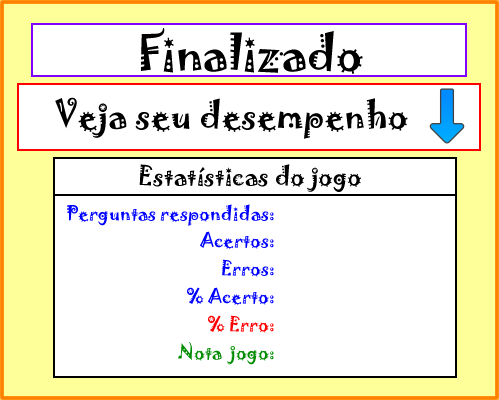 Finalizado
Veja seu desempenho
Estatísticas do jogo
Perguntas respondidas:
Acertos:
Erros:
% Acerto:
% Erro:
Nota jogo: